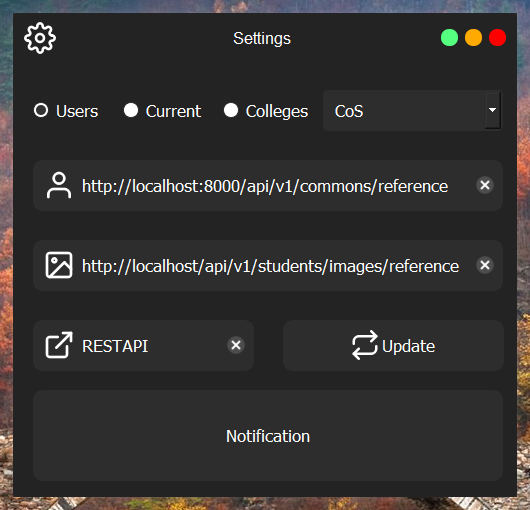 Settings
Users Current Colleges CoS
http://localhost:8000/api/v1/commons/reference
http://localhost/api/v1/students/images/reference
RESTAPI Update
Notification